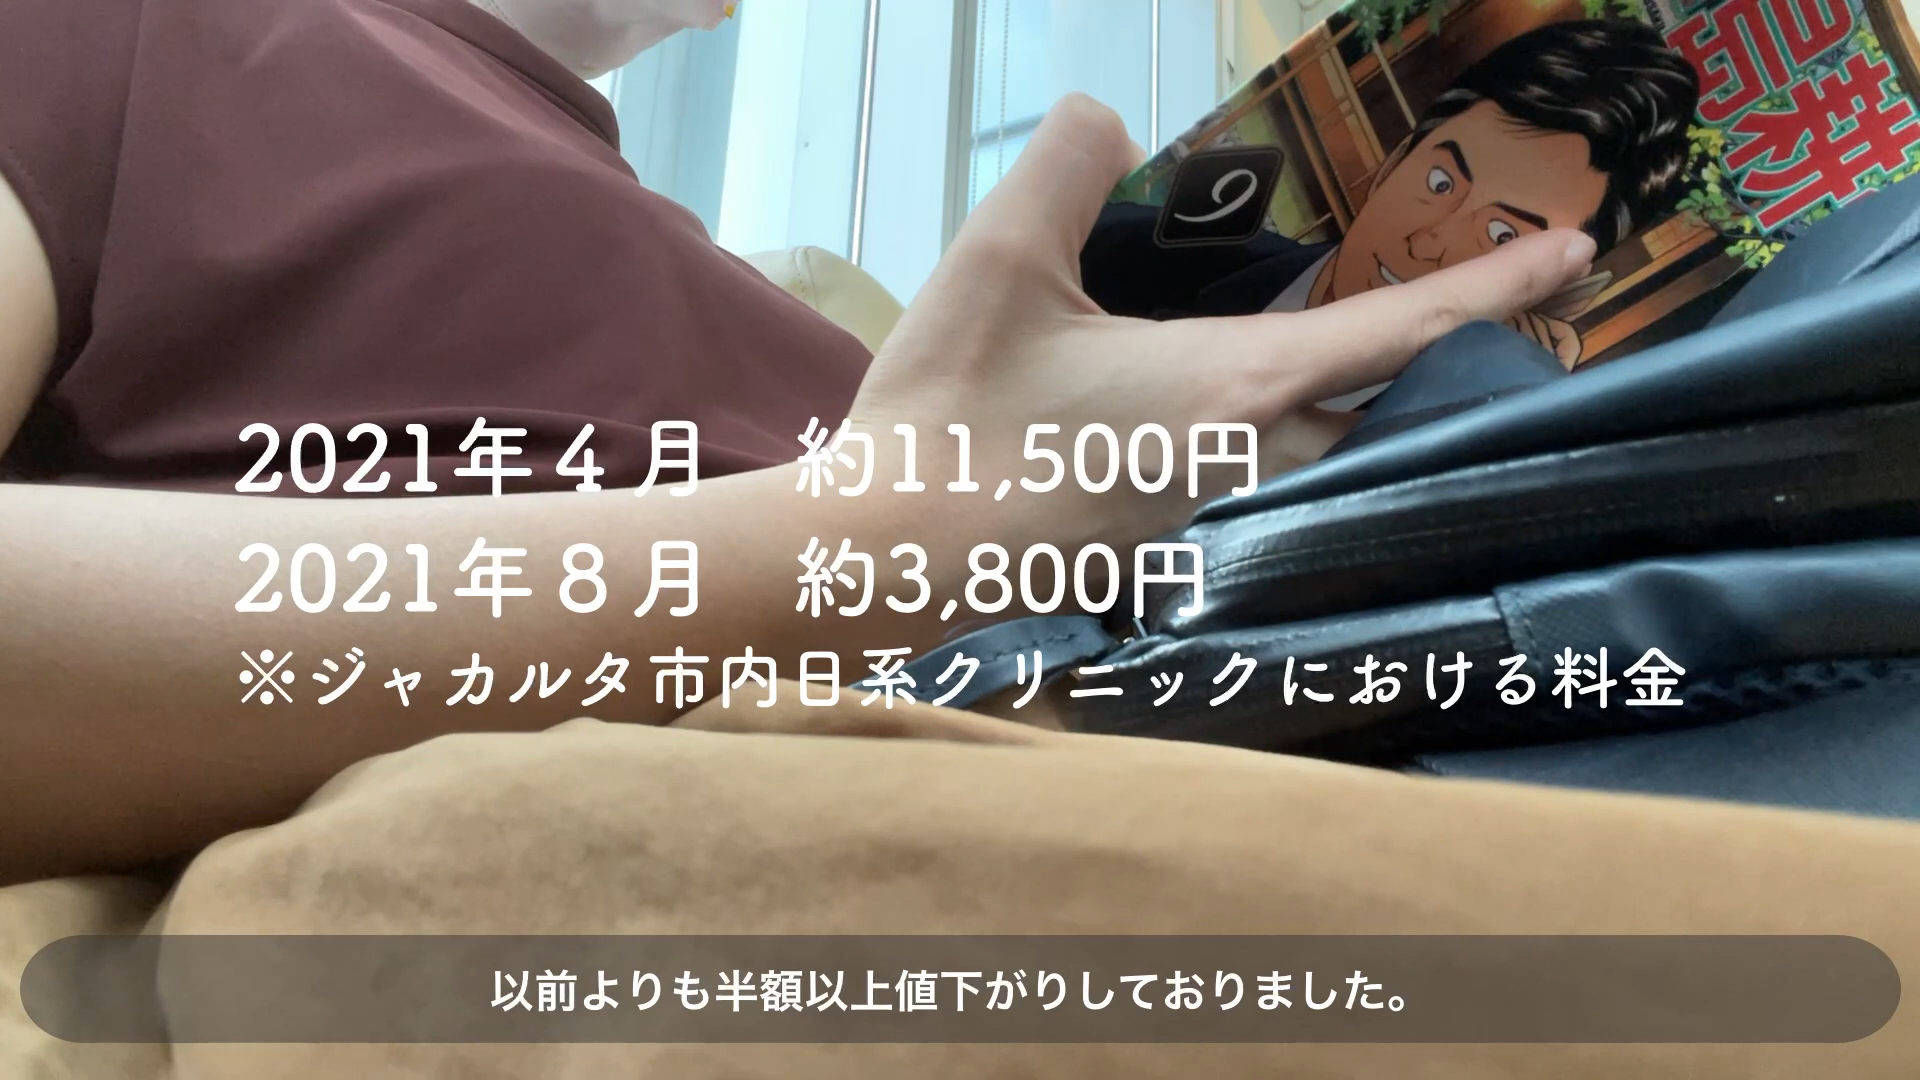 9
2021年４月　約11,500円
2021年８月　約3,800円
※ジャカルタ市内日系クリニックにおける料金
以前よりも半額以上値下がりしておりました。